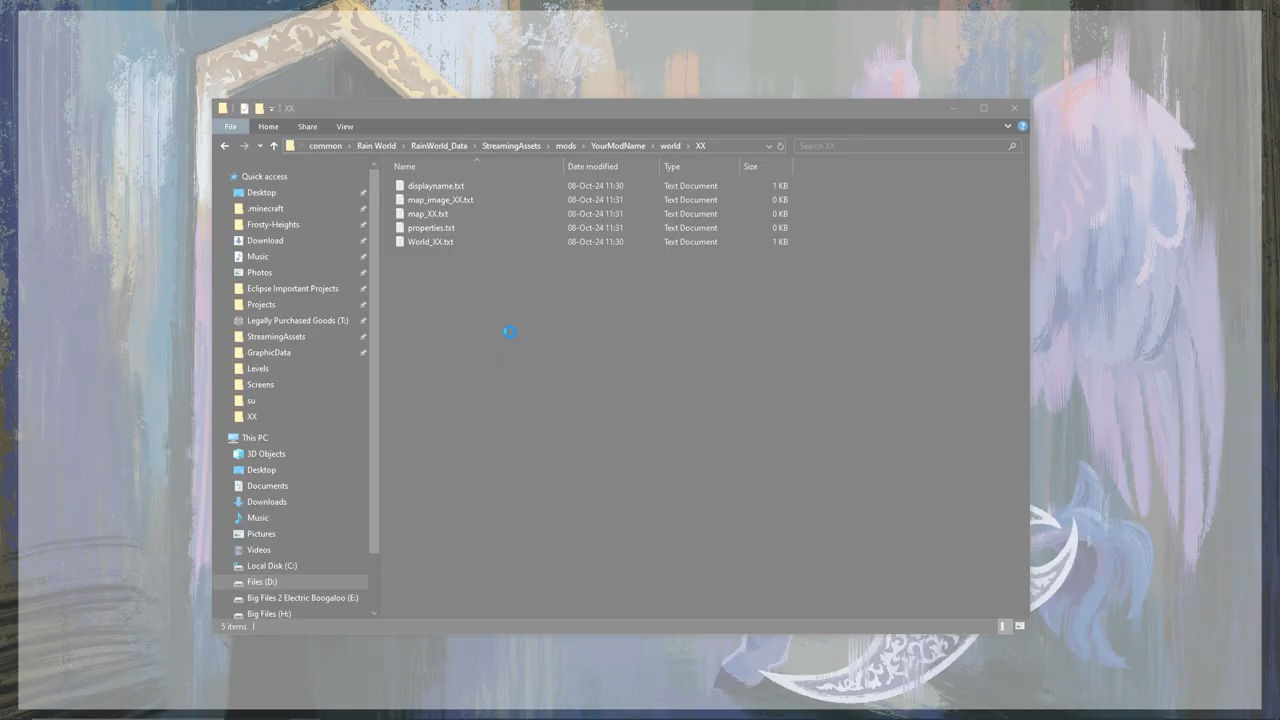 XX
File Home Share View
common Rain World RainWorld_Data StreamingAssets mods YourModName world XX Search XX
Name Date modified Type Size
displayname.txt 08-Oct-24 11:30 Text Document 1 KB
map_image_XX.txt 08-Oct-24 11:31 Text Document 0 KB
map_XX.txt 08-Oct-24 11:31 Text Document 0 KB
properties.txt 08-Oct-24 11:31 Text Document 0 KB
World_XX.txt 08-Oct-24 11:30 Text Document 1 KB
Quick access
Desktop
.minecraft
Frosty-Heights
Download
Music
Photos
Eclipse Important Projects
Projects
Legally Purchased Goods (T:)
StreamingAssets
GraphicData
Levels
Screens
su
XX
This PC
3D Objects
Desktop
Documents
Downloads
Music
Pictures
Videos
Local Disk (C:)
Files (D:)
Big Files 2 Electric Boogaloo (E:)
Big Files (H:)
5 items